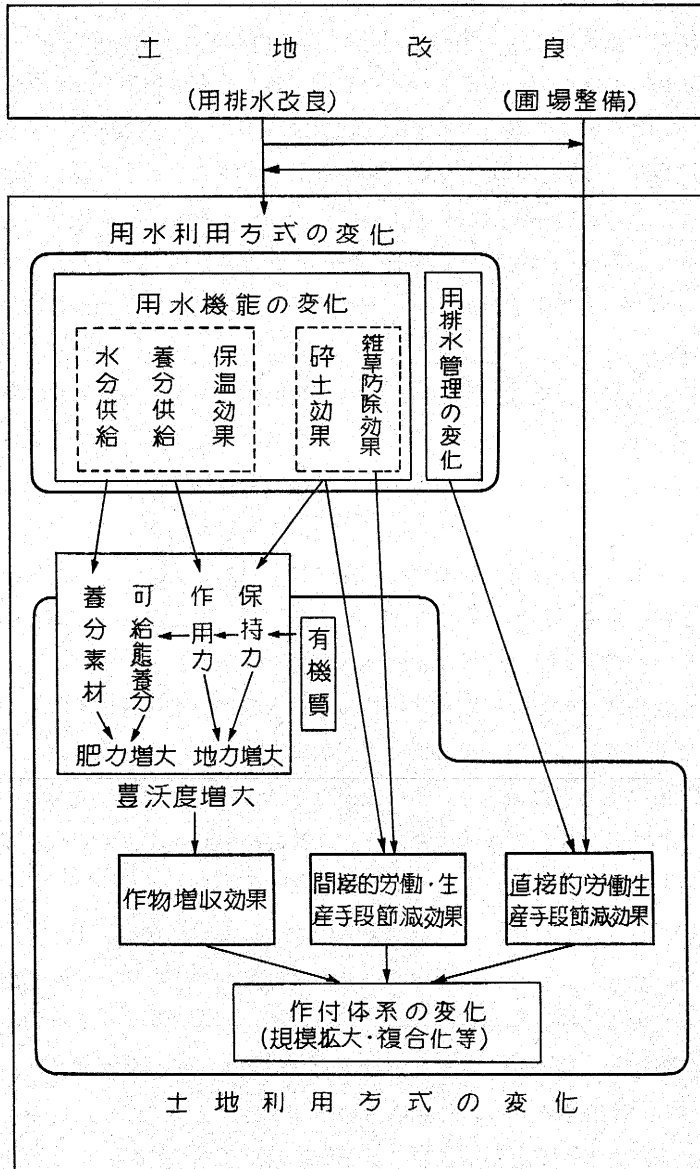 土地改良
(用排水改良)
(圃場整備)
用水利用方式の変化
用水機能の変化
水分供給
養分供給
保温効果
砕土効果
雑草防除効果
用排水管理の変化
養分素材
可給態養分
作用力
保持力
有機質
肥力増大
地力増大
豊沃度増大
作物増収効果
間接的労働・生
産手段節減効果
直接的労働生
産手段節減効果
作付体系の変化
(規模拡大・複合化等)
土地利用方式の変化